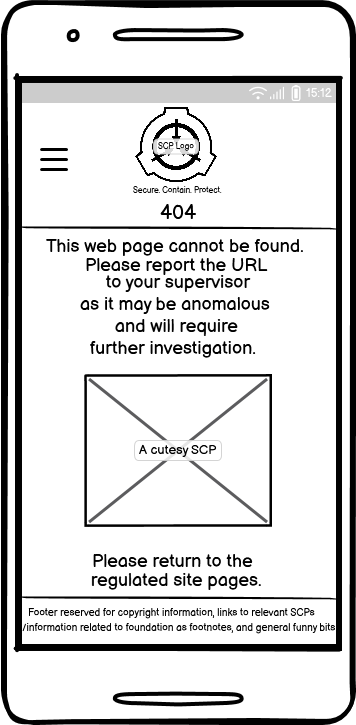 15:12
SCP Logo
Secure. Contain. Protect.
404
This web page cannot be found.
Please report the URL
to your supervisor
as it may be anomalous
and will require
further investigation.
A cutesy SCP
Please return to the
regulated site pages.
Footer reserved for copyright information, links to relevant SCPs
/information related to foundation as footnotes, and general funny bits